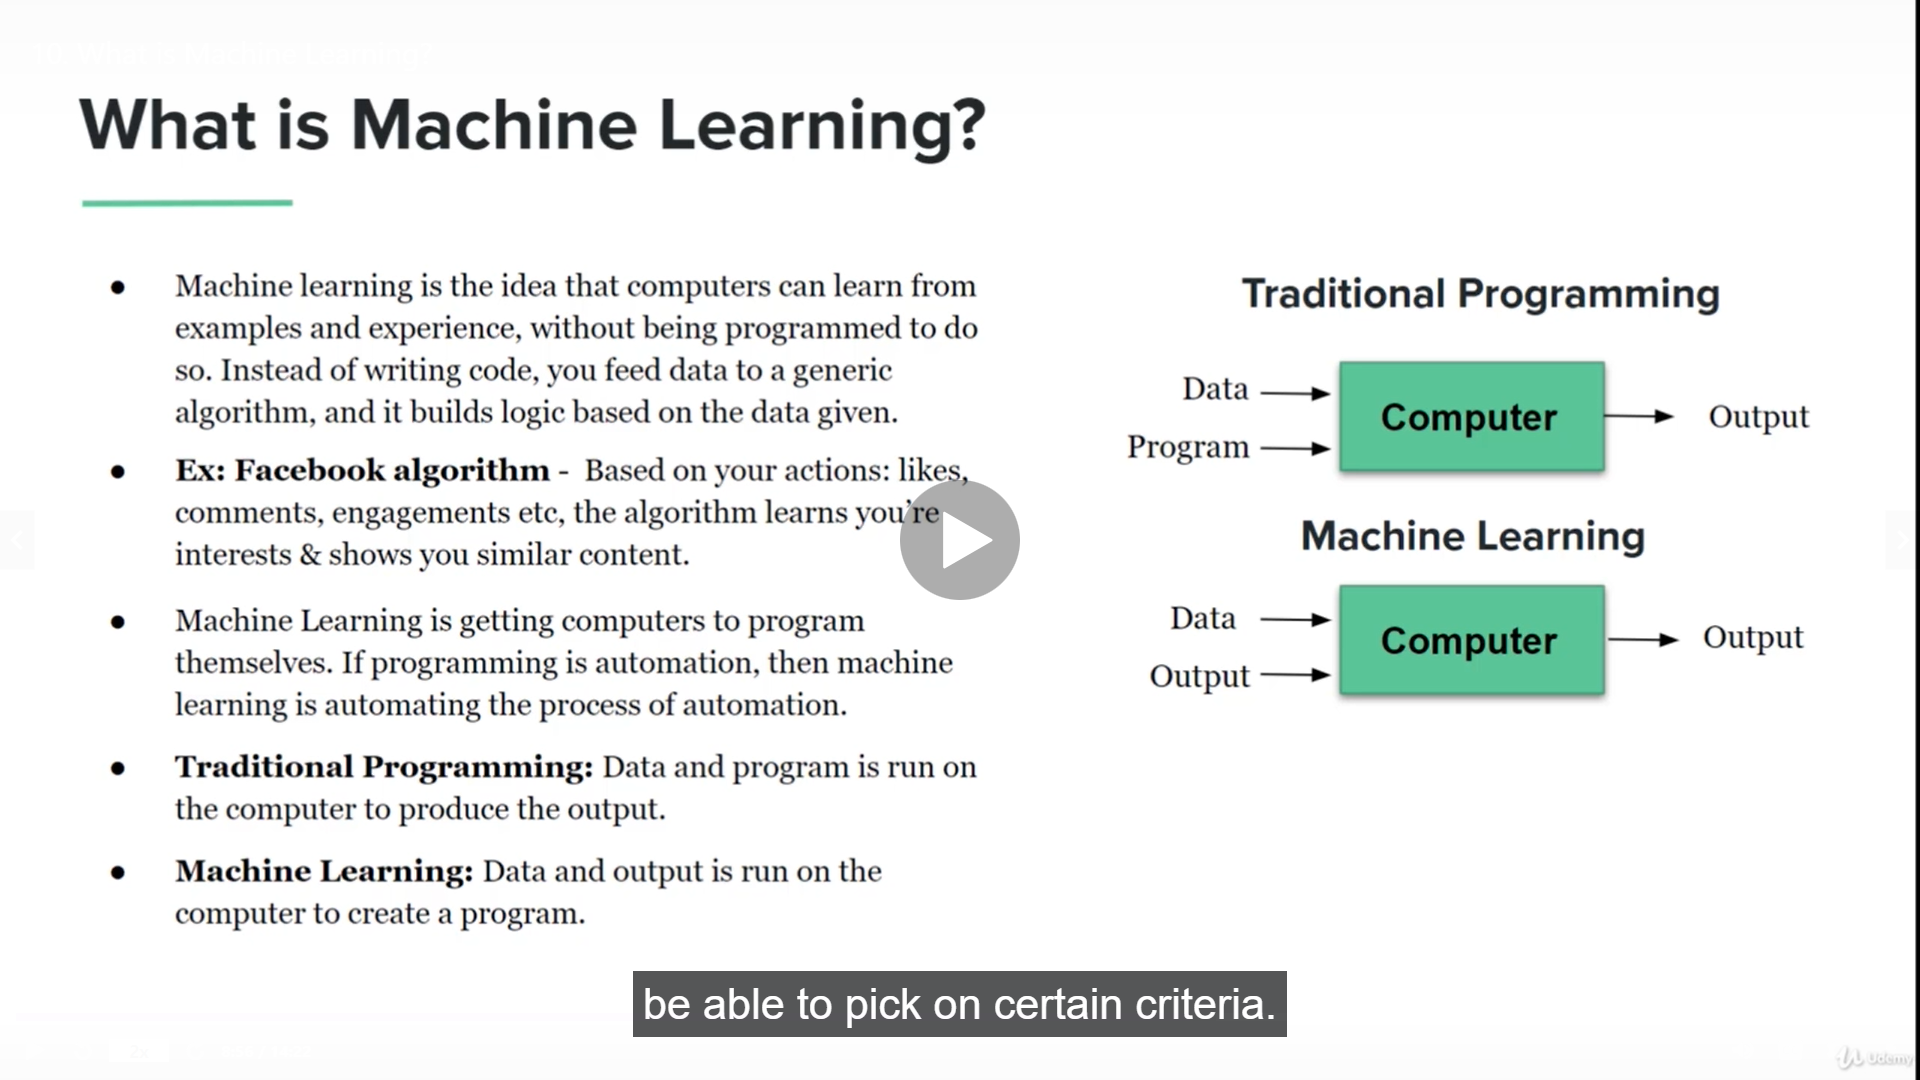 What is Machine Learning?
● Machine learning is the idea that computers can learn from
examples and experience, without being programmed to do
so. Instead of writing code, you feed data to a generic
algorithm, and it builds logic based on the data given.
● Ex: Facebook algorithm - Based on your actions: likes,
comments, engagements etc, the algorithm learns you're
interests & shows you similar content.
● Machine Learning is getting computers to program
themselves. If programming is automation, then machine
learning is automating the process of automation.
● Traditional Programming: Data and program is run on
the computer to produce the output.
● Machine Learning: Data and output is run on the
computer to create a program.
Traditional Programming
Data
Program
Computer
Output
Machine Learning
Data
Output
Computer
Output
be able to pick on certain criteria.
Udemy